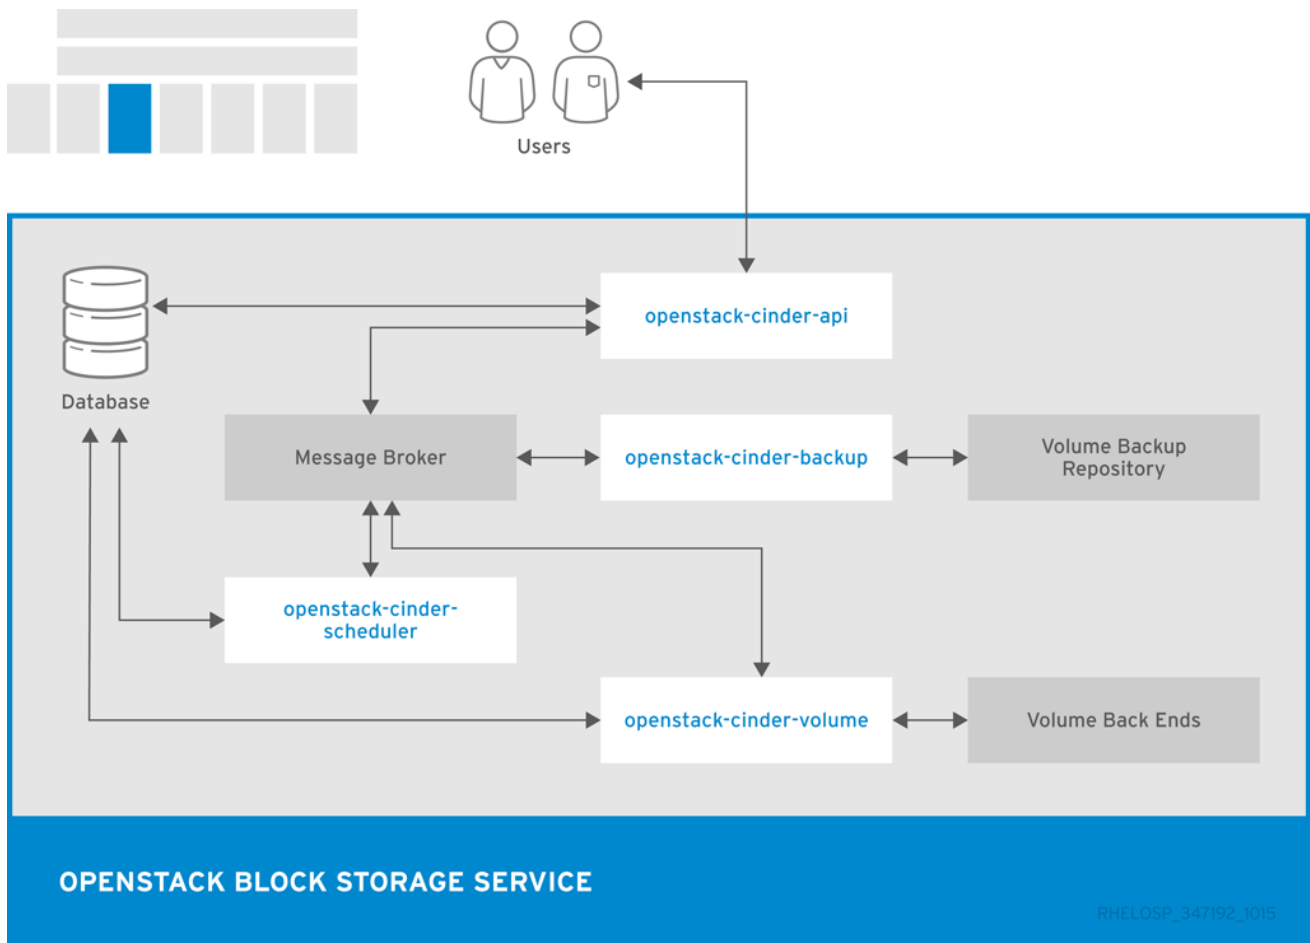 Users
openstack-cinder-api
Database
Message Broker
openstack-cinder-backup
Volume Backup
Repository
openstack-cinder-
scheduler
openstack-cinder-volume
Volume Back Ends
OPENSTACK BLOCK STORAGE SERVICE
RHELOSP_347192_1015